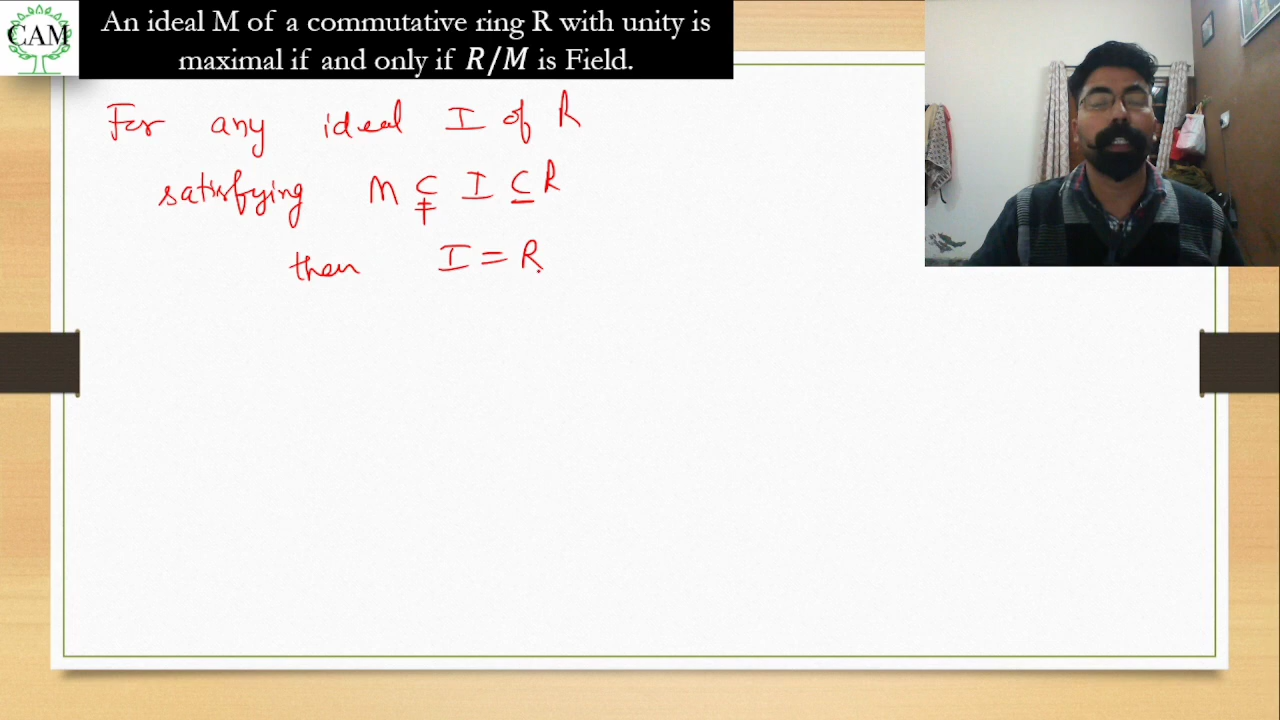 CAM
An ideal M of a commutative ring R with unity is
maximal if and only if R/M is Field.
For any ideal I of R
satisfying M ⊊ I ⊆ R
then I = R.